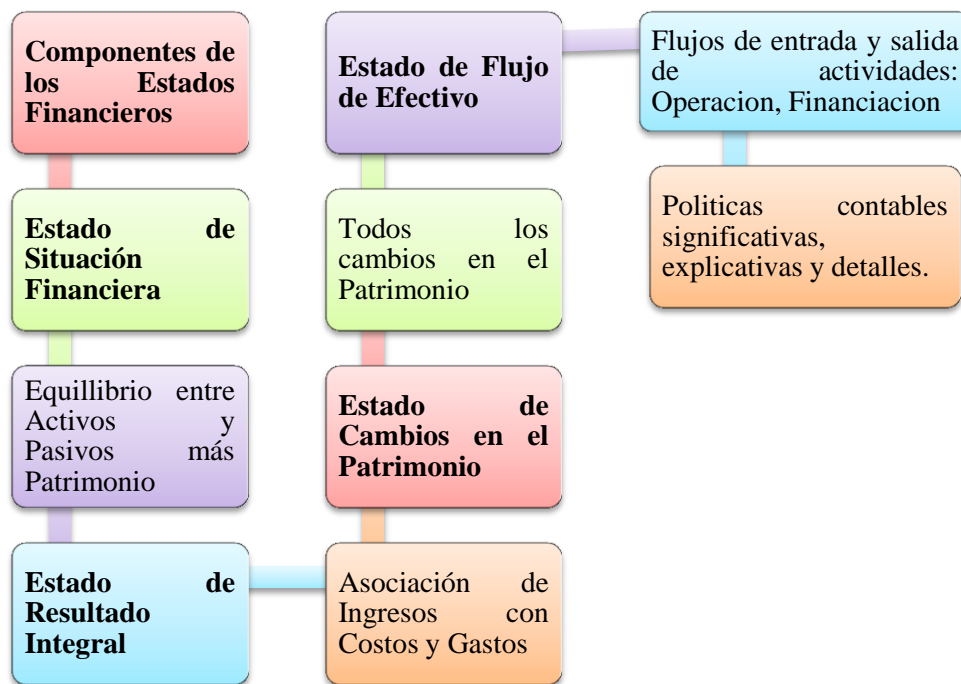 Componentes de
los Estados
Financieros
Estado de
Situación
Financiera
Equillibrio entre
Activos y
Pasivos más
Patrimonio
Estado de
Resultado
Integral
Asociación de
Ingresos con
Costos y Gastos
Estado de
Cambios en el
Patrimonio
Todos los
cambios en el
Patrimonio
Estado de Flujo
de Efectivo
Flujos de entrada y salida
de actividades:
Operacion, Financiacion
Politicas contables
significativas,
explicativas y detalles.